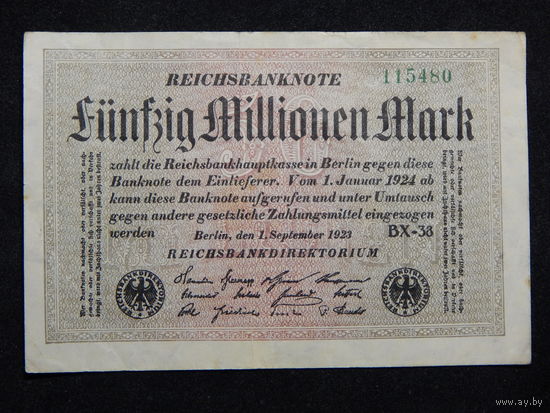 REICHSBANKNOTE 115480
Fünfzig Millionen Mark
zahlt die Reichsbankhauptkasse in Berlin gegen diese
Banknote dem Einlieferer. Vom 1. Januar 1924 ab
kann diese Banknote aufgerufen und unter Umtausch
gegen andere gesetzliche Zahlungsmittel eingezogen
werden Berlin, den 1. September 1923 BX-38
REICHSBANKDIREKTORIUM
REICHSBANKDIREKTORIUM
REICHSBANKDIREKTORIUM
www.ay.by